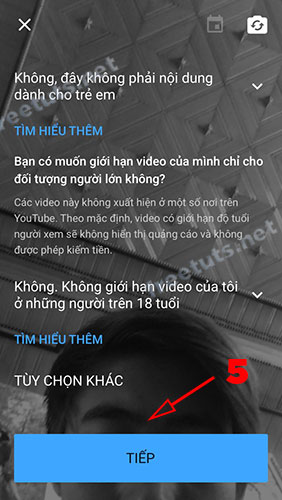 Không, đây không phải nội dung
dành cho trẻ em
TÌM HIỂU THÊM
Bạn có muốn giới hạn video của mình chỉ cho
đối tượng người lớn không?
Các video này không xuất hiện ở một số nơi trên
YouTube. Theo mặc định, video có giới hạn độ tuổi
người xem sẽ không hiển thị quảng cáo và không
được phép kiếm tiền.
Không. Không giới hạn video của tôi
ở những người trên 18 tuổi
TÌM HIỂU THÊM
TÙY CHỌN KHÁC
5
TIẾP